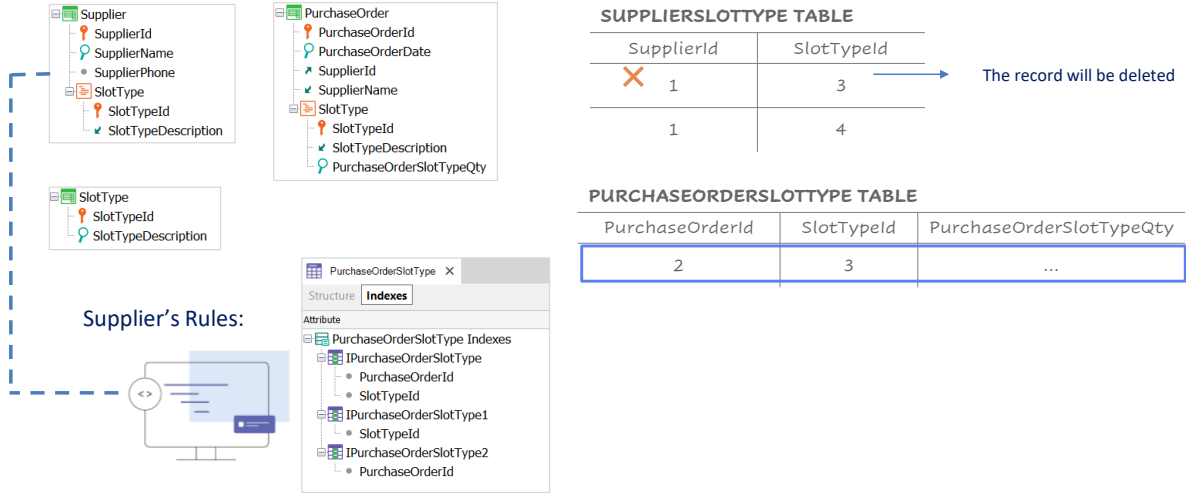 Supplier
SupplierId
SupplierName
SupplierPhone
SlotType
SlotTypeId
SlotTypeDescription
PurchaseOrder
PurchaseOrderId
PurchaseOrderDate
SupplierId
SupplierName
SlotType
SlotTypeId
SlotTypeDescription
PurchaseOrderSlotTypeQty
SUPPLIERSLOTTYPE TABLE
SupplierId SlotTypeId
1 3
The record will be deleted
1 4
SlotType
SlotTypeId
SlotTypeDescription
PURCHASEORDERSLOTTYPE TABLE
PurchaseOrderId SlotTypeId PurchaseOrderSlotTypeQty
2 3 ...
Supplier's Rules:
<>
PurchaseOrderSlotType X
Structure Indexes
Attribute
PurchaseOrderSlotType Indexes
IPurchaseOrderSlotType
PurchaseOrderId
SlotTypeId
IPurchaseOrderSlotType1
SlotTypeId
IPurchaseOrderSlotType2
PurchaseOrderId